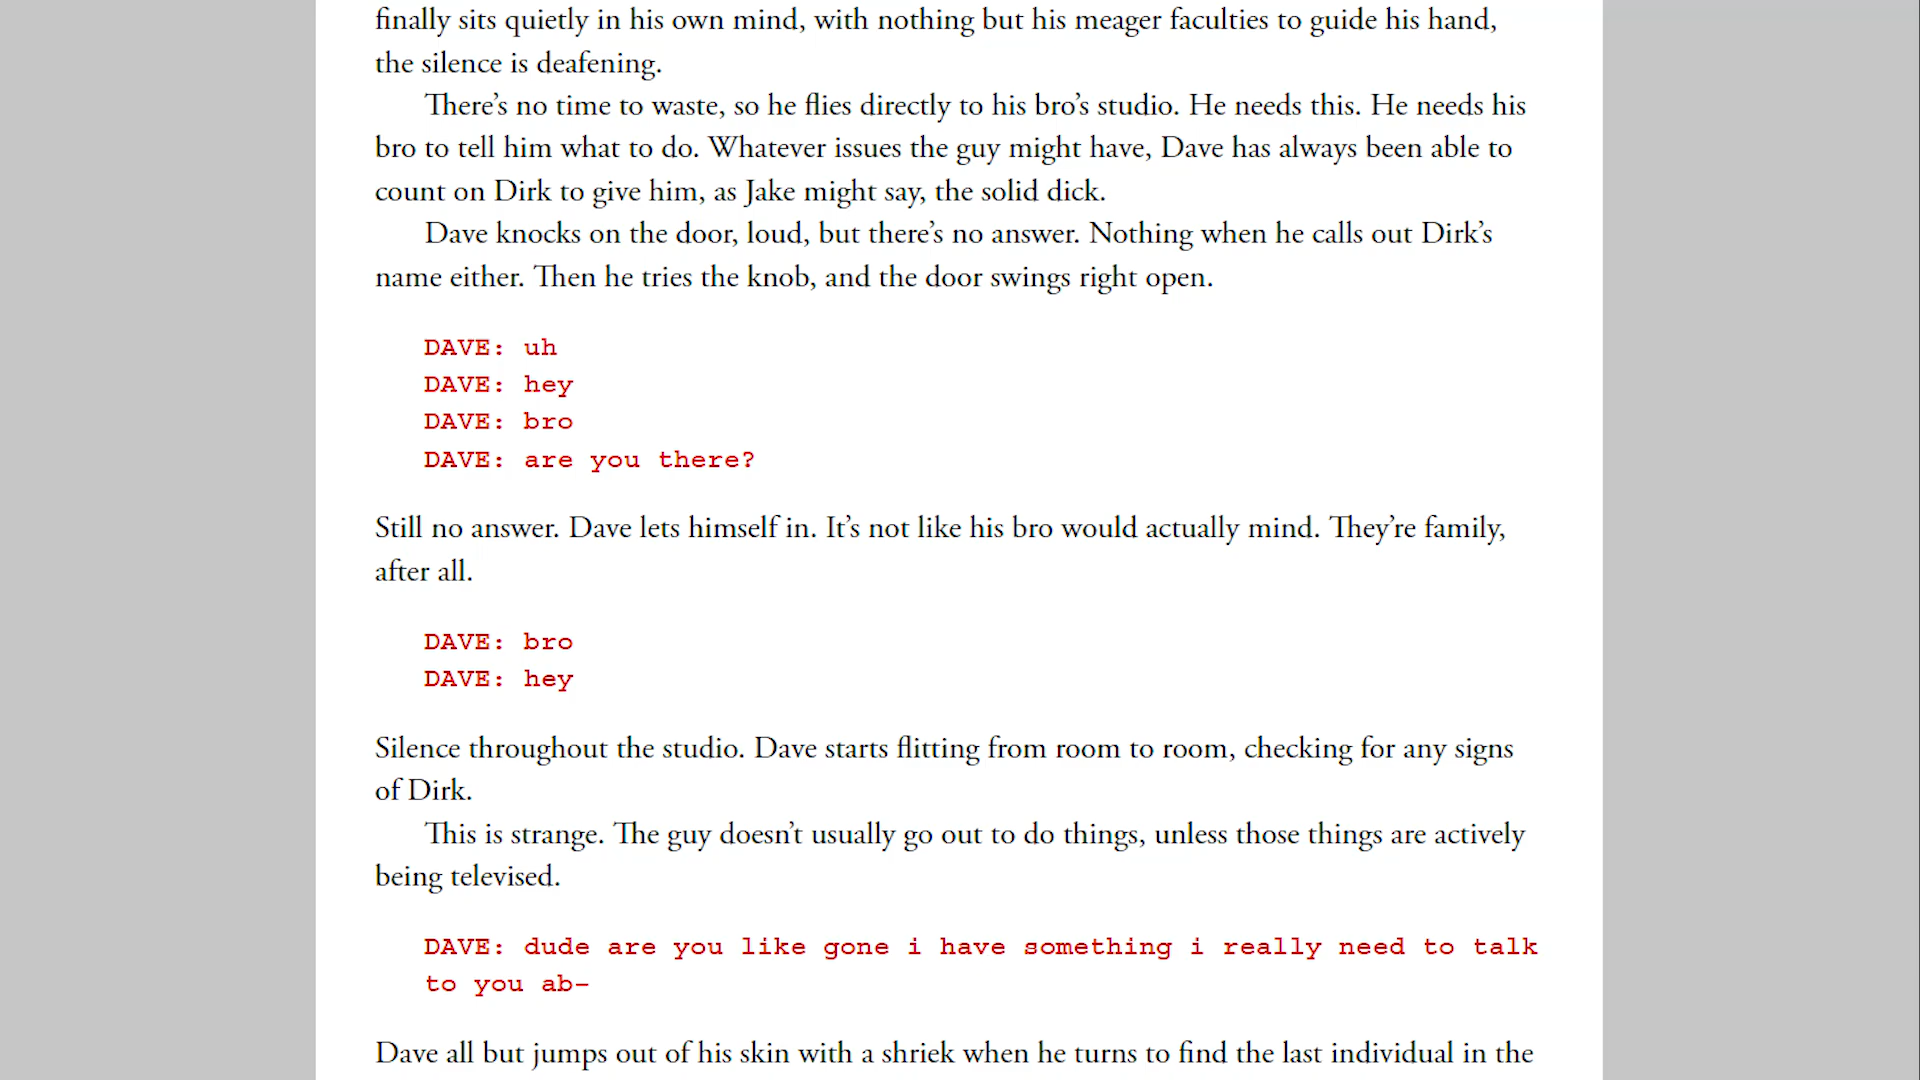 finally sits quietly in his own mind, with nothing but his meager faculties to guide his hand,
the silence is deafening.
There’s no time to waste, so he flies directly to his bro’s studio. He needs this. He needs his
bro to tell him what to do. Whatever issues the guy might have, Dave has always been able to
count on Dirk to give him, as Jake might say, the solid dick.
Dave knocks on the door, loud, but there’s no answer. Nothing when he calls out Dirk’s
name either. Then he tries the knob, and the door swings right open.
DAVE: uh
DAVE: hey
DAVE: bro
DAVE: are you there?
Still no answer. Dave lets himself in. It’s not like his bro would actually mind. They’re family,
after all.
DAVE: bro
DAVE: hey
Silence throughout the studio. Dave starts flitting from room to room, checking for any signs
of Dirk.
This is strange. The guy doesn’t usually go out to do things, unless those things are actively
being televised.
DAVE: dude are you like gone i have something i really need to talk
to you ab–
Dave all but jumps out of his skin with a shriek when he turns to find the last individual in the